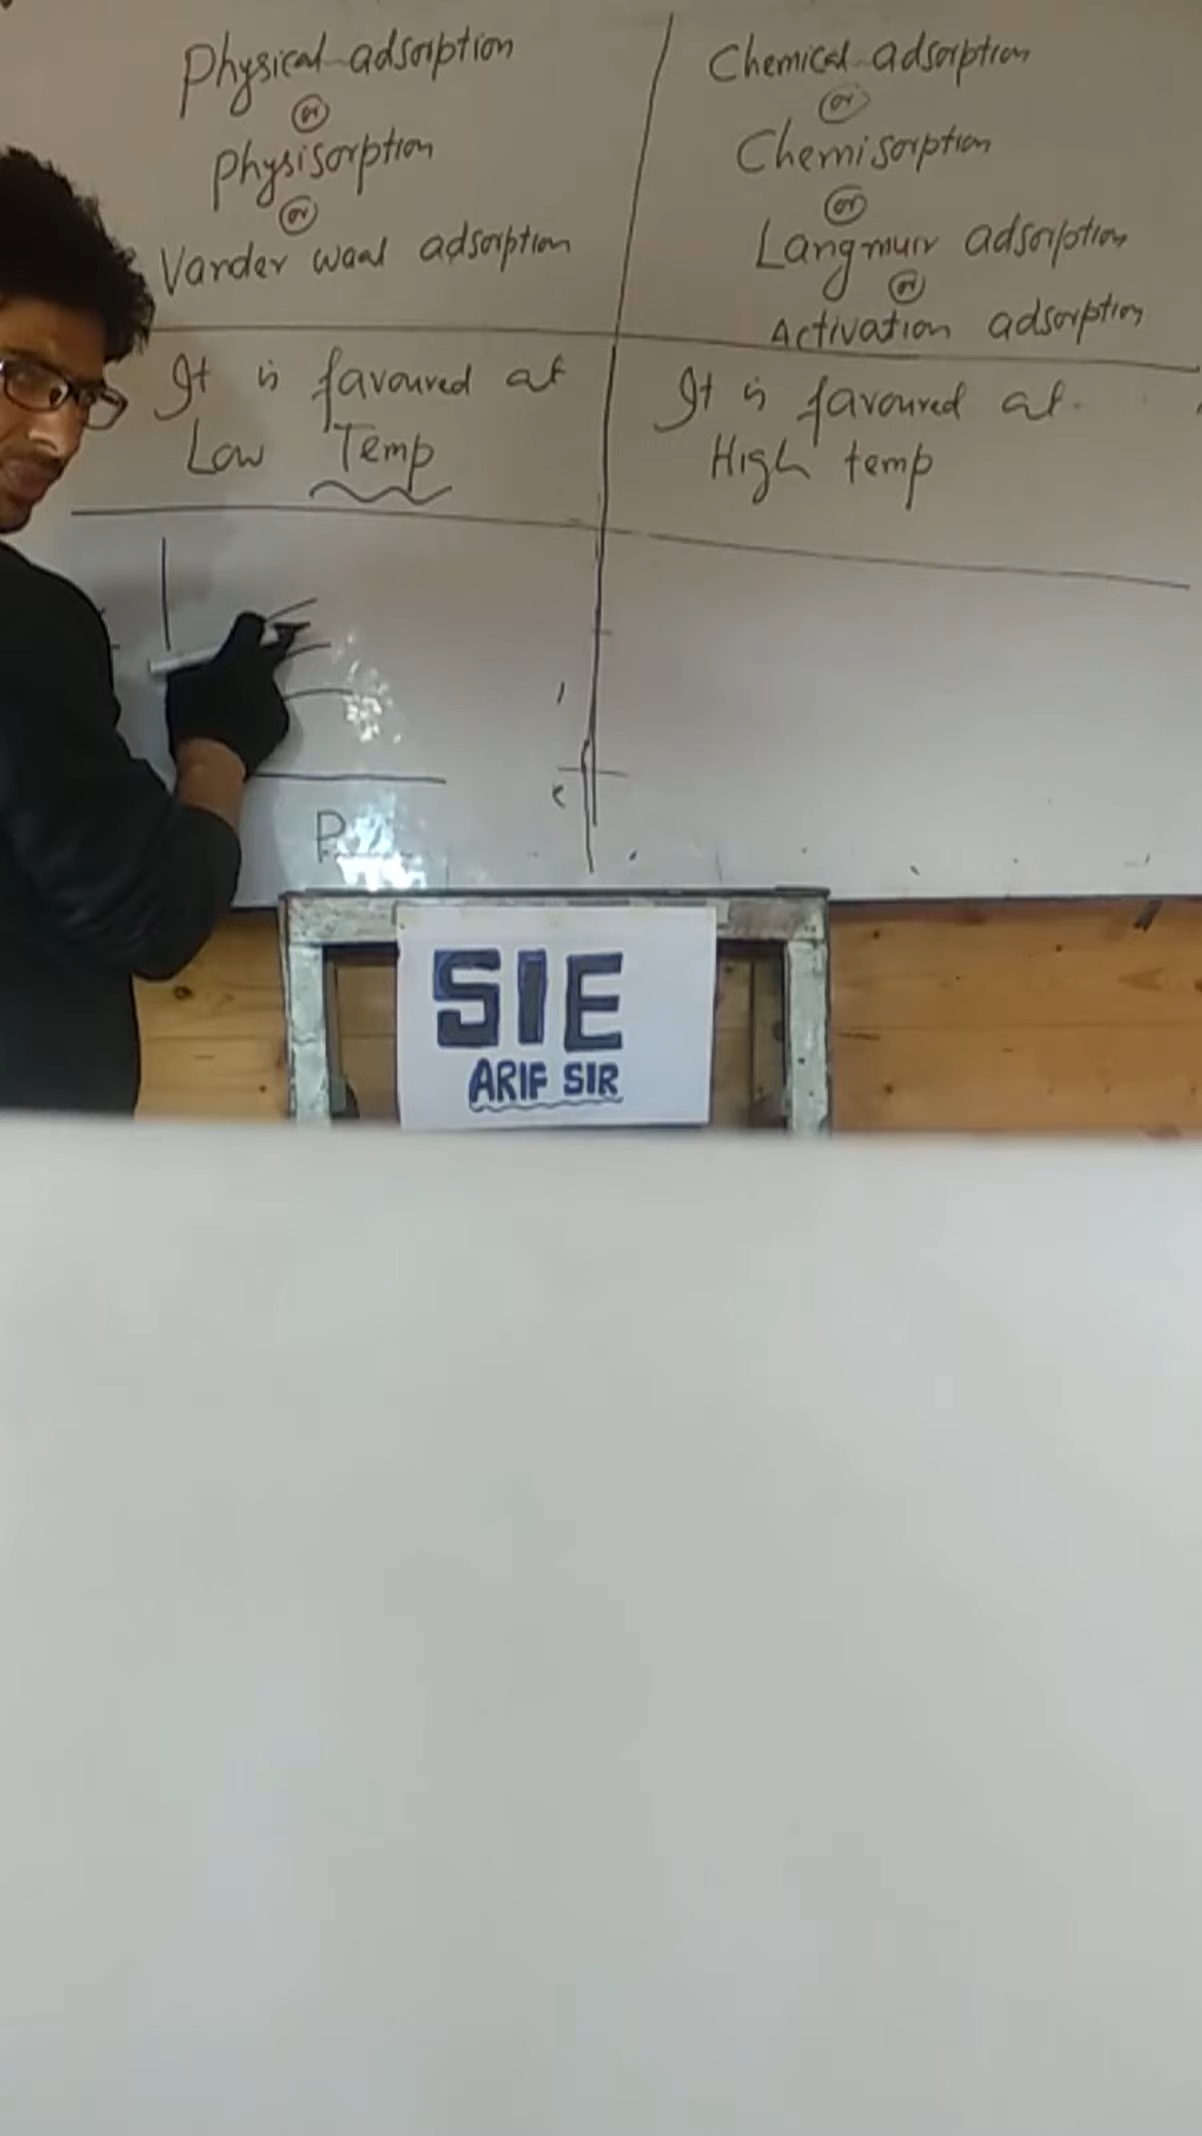 Physical adsorption
or
physisorption
or
Vander waal adsorption
Chemical adsorption
or
Chemisorption
or
Langmuir adsorption
or
Activation adsorption
It is favoured at
Low Temp
It is favoured at
High temp
P
SIE
ARIF SIR